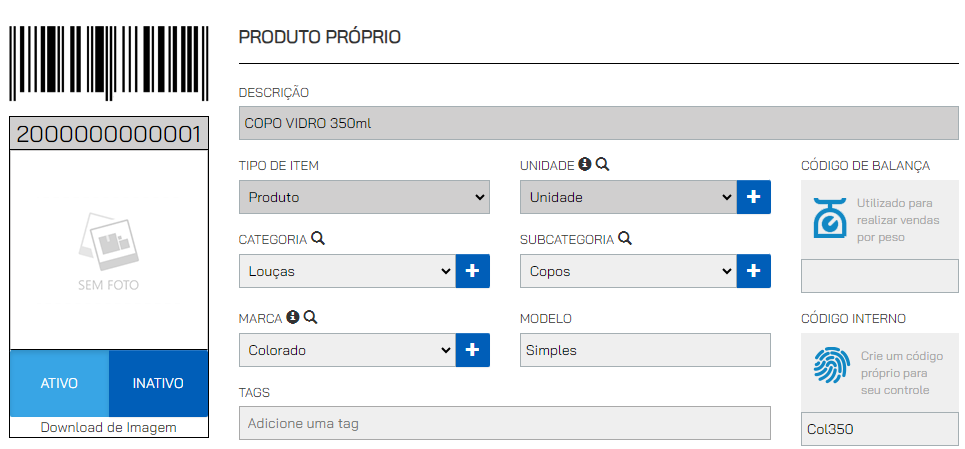 PRODUTO PRÓPRIO
2000000000001
SEM FOTO
ATIVO
INATIVO
Download de Imagem
DESCRIÇÃO
COPO VIDRO 350ml
TIPO DE ITEM
Produto
UNIDADE
Unidade
CÓDIGO DE BALANÇA
Utilizado para
realizar vendas
por peso
CATEGORIA
Louças
SUBCATEGORIA
Copos
MARCA
Colorado
MODELO
Simples
CÓDIGO INTERNO
Crie um código
próprio para
seu controle
Col350
TAGS
Adicione uma tag